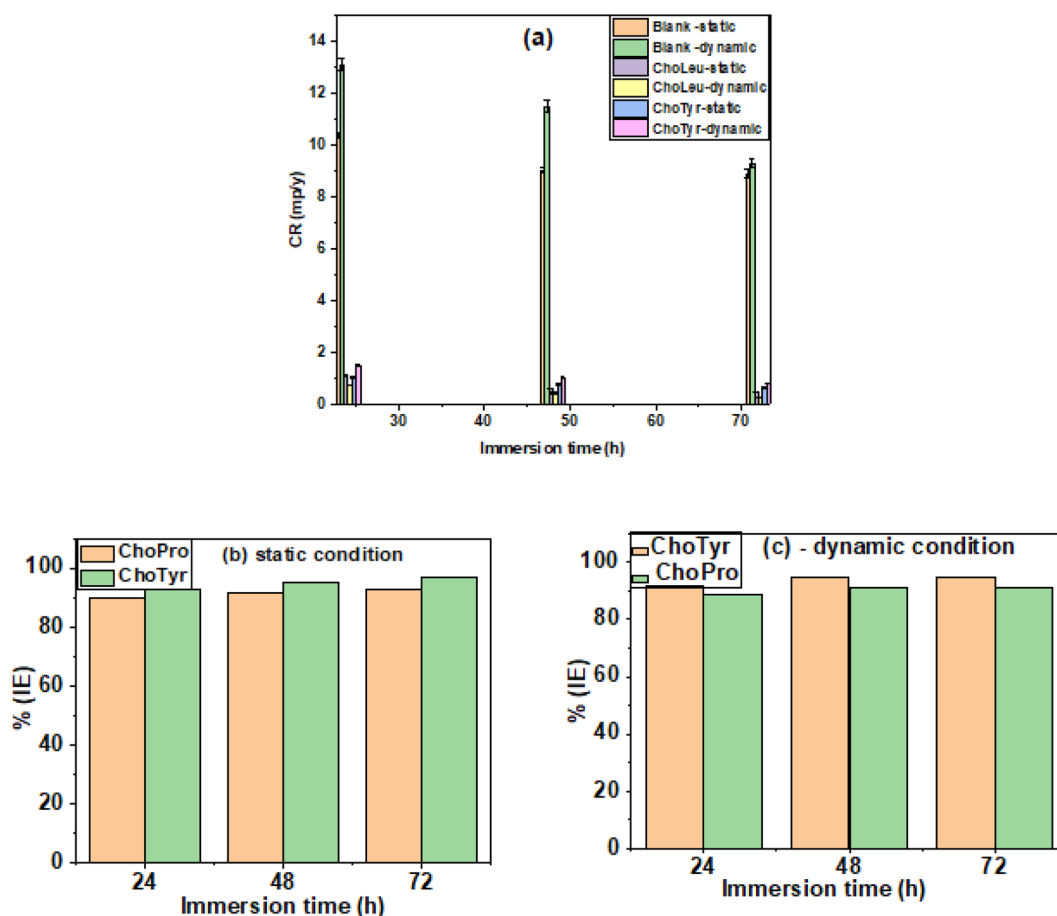 (a)
Blank -static
Blank -dynamic
ChoLeu-static
ChoLeu-dynamic
ChoTyr-static
ChoTyr-dynamic
CR (mp/y)
14
12
10
8
6
4
2
0
30
40
50
60
70
Immersion time (h)
ChoPro
ChoTyr
(b) static condition
% (IE)
100
80
60
40
20
0
24
48
72
Immersion time (h)
ChoTyr
ChoPro
(c) - dynamic condition
% (IE)
100
80
60
40
20
0
24
48
72
Immersion time (h)